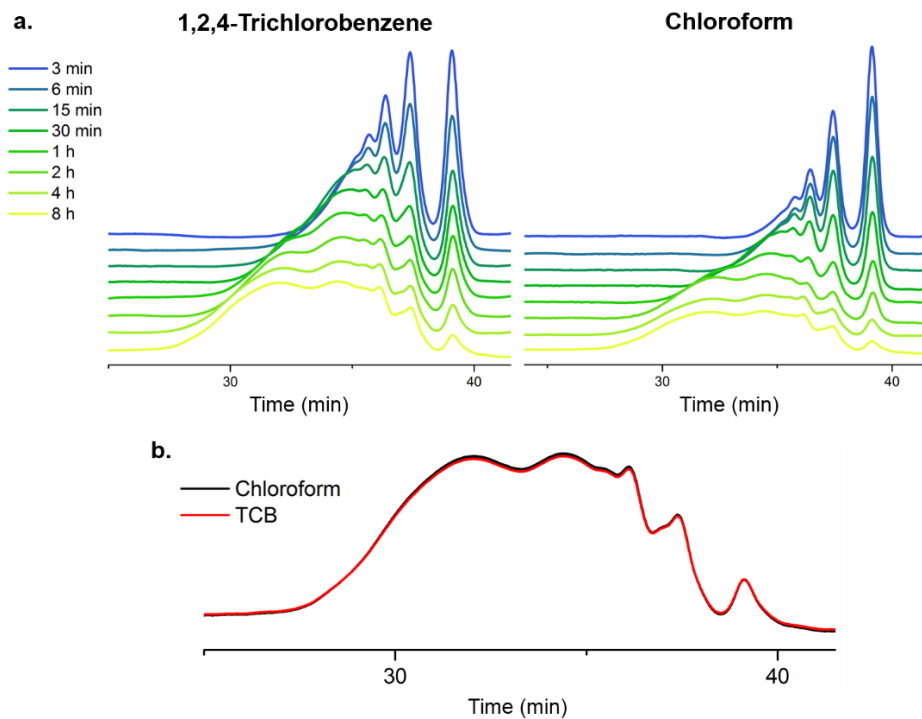 a.
1,2,4-Trichlorobenzene
Chloroform
3 min
6 min
15 min
30 min
1 h
2 h
4 h
8 h
30
40
30
40
Time (min)
Time (min)
b.
Chloroform
TCB
30
40
Time (min)